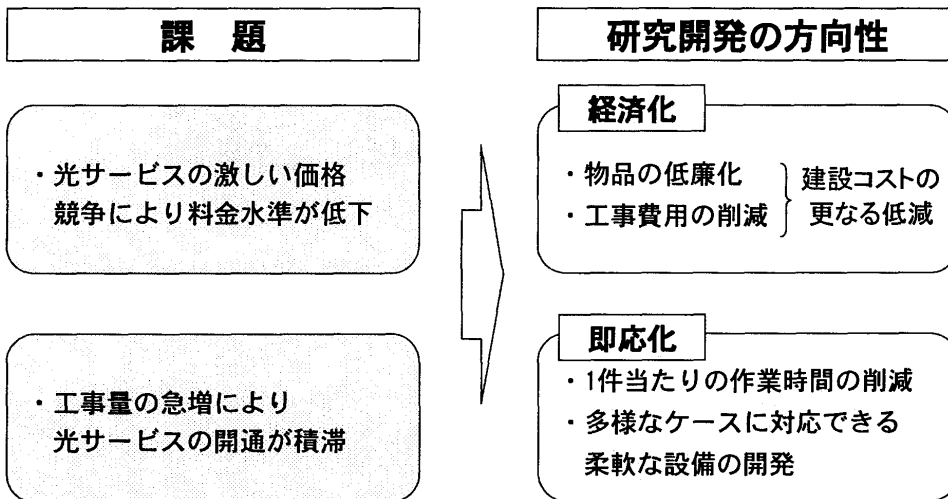 課 題
・光サービスの激しい価格
競争により料金水準が低下
・工事量の急増により
光サービスの開通が積滞
研究開発の方向性
経済化
・物品の低廉化
・工事費用の削減
建設コストの
更なる低減
即応化
・1件当たりの作業時間の削減
・多様なケースに対応できる
柔軟な設備の開発